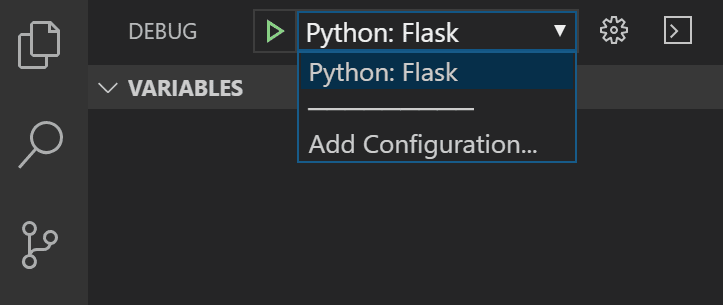 DEBUG
Python: Flask
VARIABLES
Python: Flask
Add Configuration...